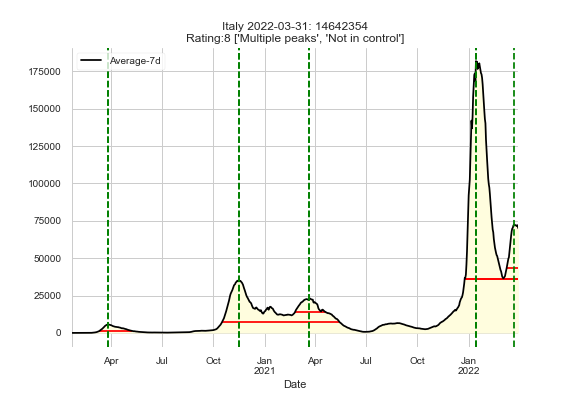 Italy 2022-03-31: 14642354
Rating:8 ['Multiple peaks', 'Not in control']
Average-7d
175000
150000
125000
100000
75000
50000
25000
0
Apr Jul Oct Jan Apr Jul Oct Jan
2021 2022
Date